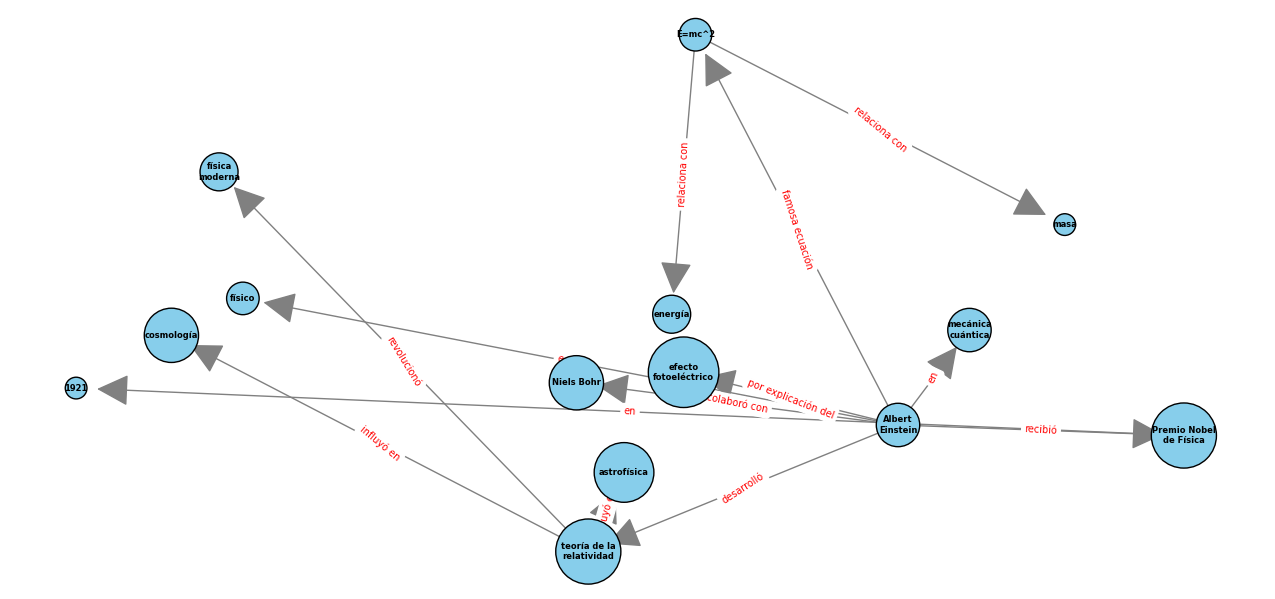 E=mc^2
relaciona con
física
moderna
relaciona con
masa
famosa ecuación
físico
energía
cosmología
mecánica
cuántica
revolucionó
efecto
fotoeléctrico
en
1921
Niels Bohr
por explicación del
colaboró con
en
Albert
Einstein
recibió
Premio Nobel
de Física
influyó en
astrofísica
desarrolló
teoría de la
relatividad